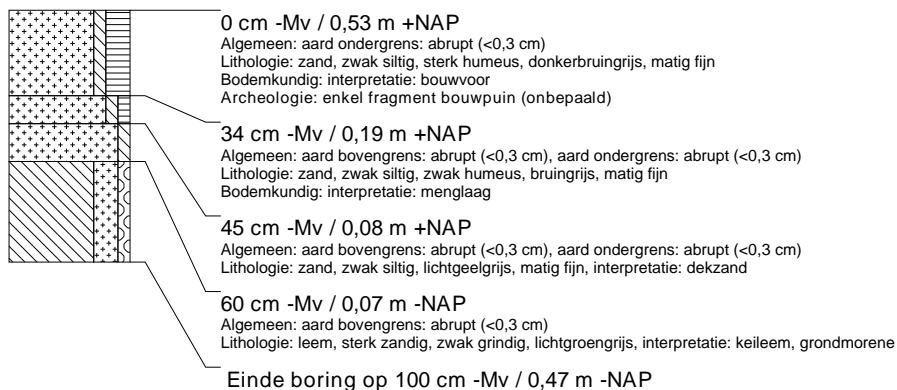 0 cm -Mv / 0,53 m +NAP
Algemeen: aard ondergrens: abrupt (<0,3 cm)
Lithologie: zand, zwak siltig, sterk humeus, donkerbruingrijs, matig fijn
Bodemkundig: interpretatie: bouwvoor
Archeologie: enkel fragment bouwpuin (onbepaald)
34 cm -Mv / 0,19 m +NAP
Algemeen: aard bovengrens: abrupt (<0,3 cm), aard ondergrens: abrupt (<0,3 cm)
Lithologie: zand, zwak siltig, zwak humeus, bruingrijs, matig fijn
Bodemkundig: interpretatie: menglaag
45 cm -Mv / 0,08 m +NAP
Algemeen: aard bovengrens: abrupt (<0,3 cm), aard ondergrens: abrupt (<0,3 cm)
Lithologie: zand, zwak siltig, lichtgeelgrijs, matig fijn, interpretatie: dekzand
60 cm -Mv / 0,07 m -NAP
Algemeen: aard bovengrens: abrupt (<0,3 cm)
Lithologie: leem, sterk zandig, zwak grindig, lichtgroengrijs, interpretatie: keileem, grondmorene
Einde boring op 100 cm -Mv / 0,47 m -NAP